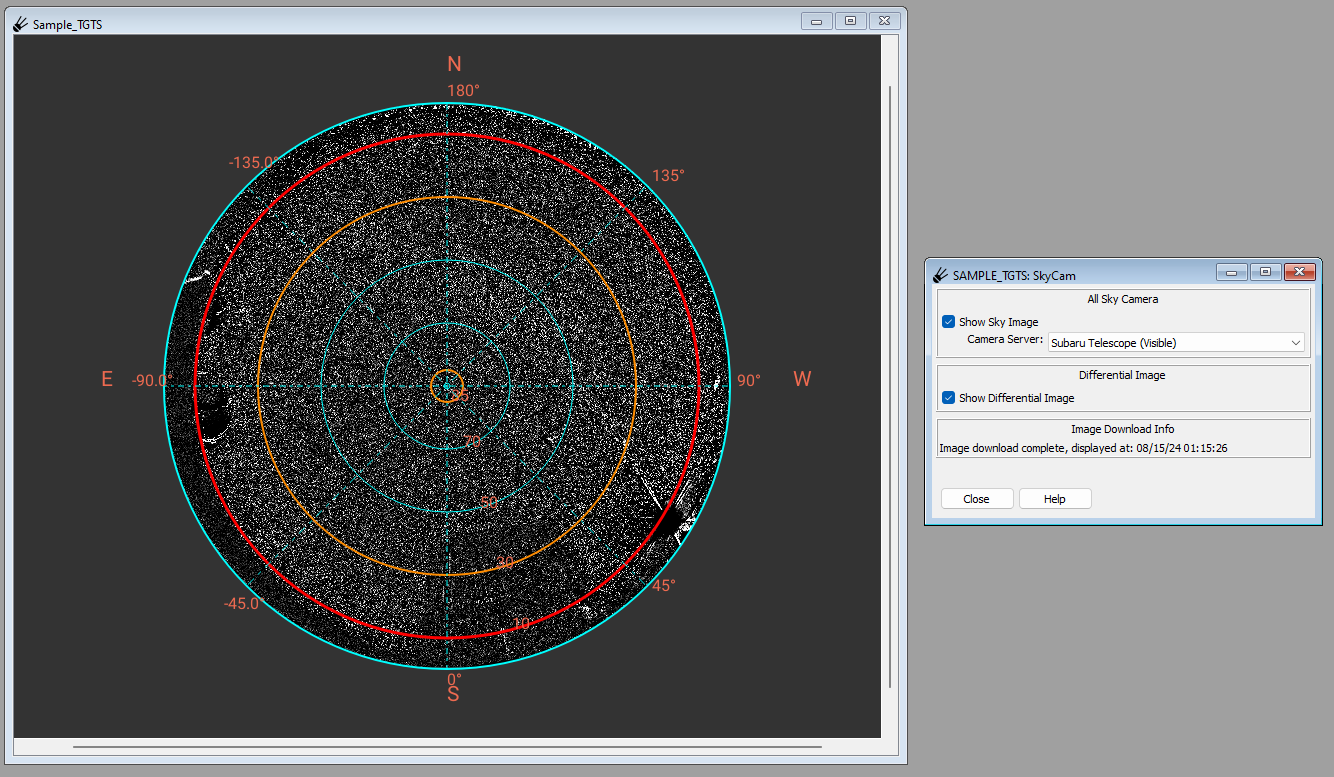 Sample_TGTS
N
180°
-135.0°
135°
E
-90.0°
90°
W
85
70
50
30
10
-45.0°
45°
0°
S
SAMPLE_TGTS: SkyCam
All Sky Camera
Show Sky Image
Camera Server: Subaru Telescope (Visible)
Differential Image
Show Differential Image
Image Download Info
Image download complete, displayed at: 08/15/24 01:15:26
Close Help